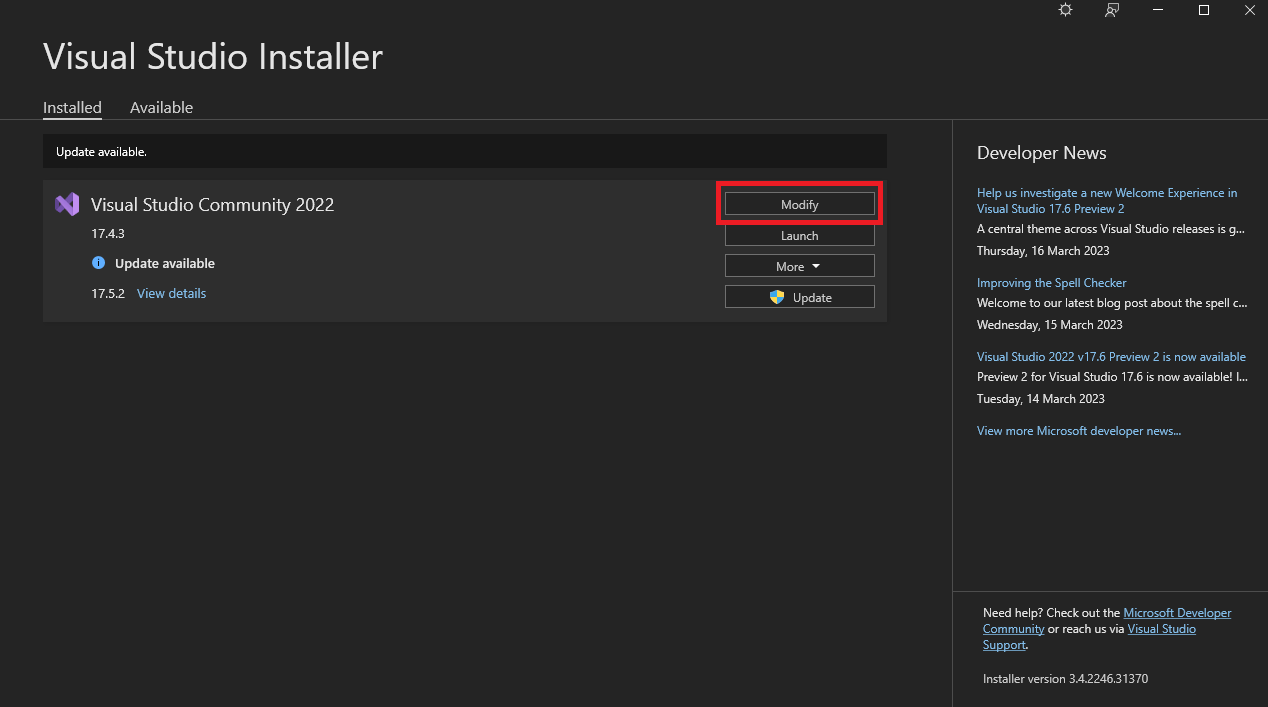 Visual Studio Installer
Installed
Available
Update available.
Visual Studio Community 2022
17.4.3
Update available
17.5.2 View details
Modify
Launch
More
Update
Developer News
Help us investigate a new Welcome Experience in
Visual Studio 17.6 Preview 2
A central theme across Visual Studio releases is g...
Thursday, 16 March 2023
Improving the Spell Checker
Welcome to our latest blog post about the spell c...
Wednesday, 15 March 2023
Visual Studio 2022 v17.6 Preview 2 is now available
Preview 2 for Visual Studio 17.6 is now available! I...
Tuesday, 14 March 2023
View more Microsoft developer news...
Need help? Check out the Microsoft Developer
Community or reach us via Visual Studio
Support.
Installer version 3.4.2246.31370